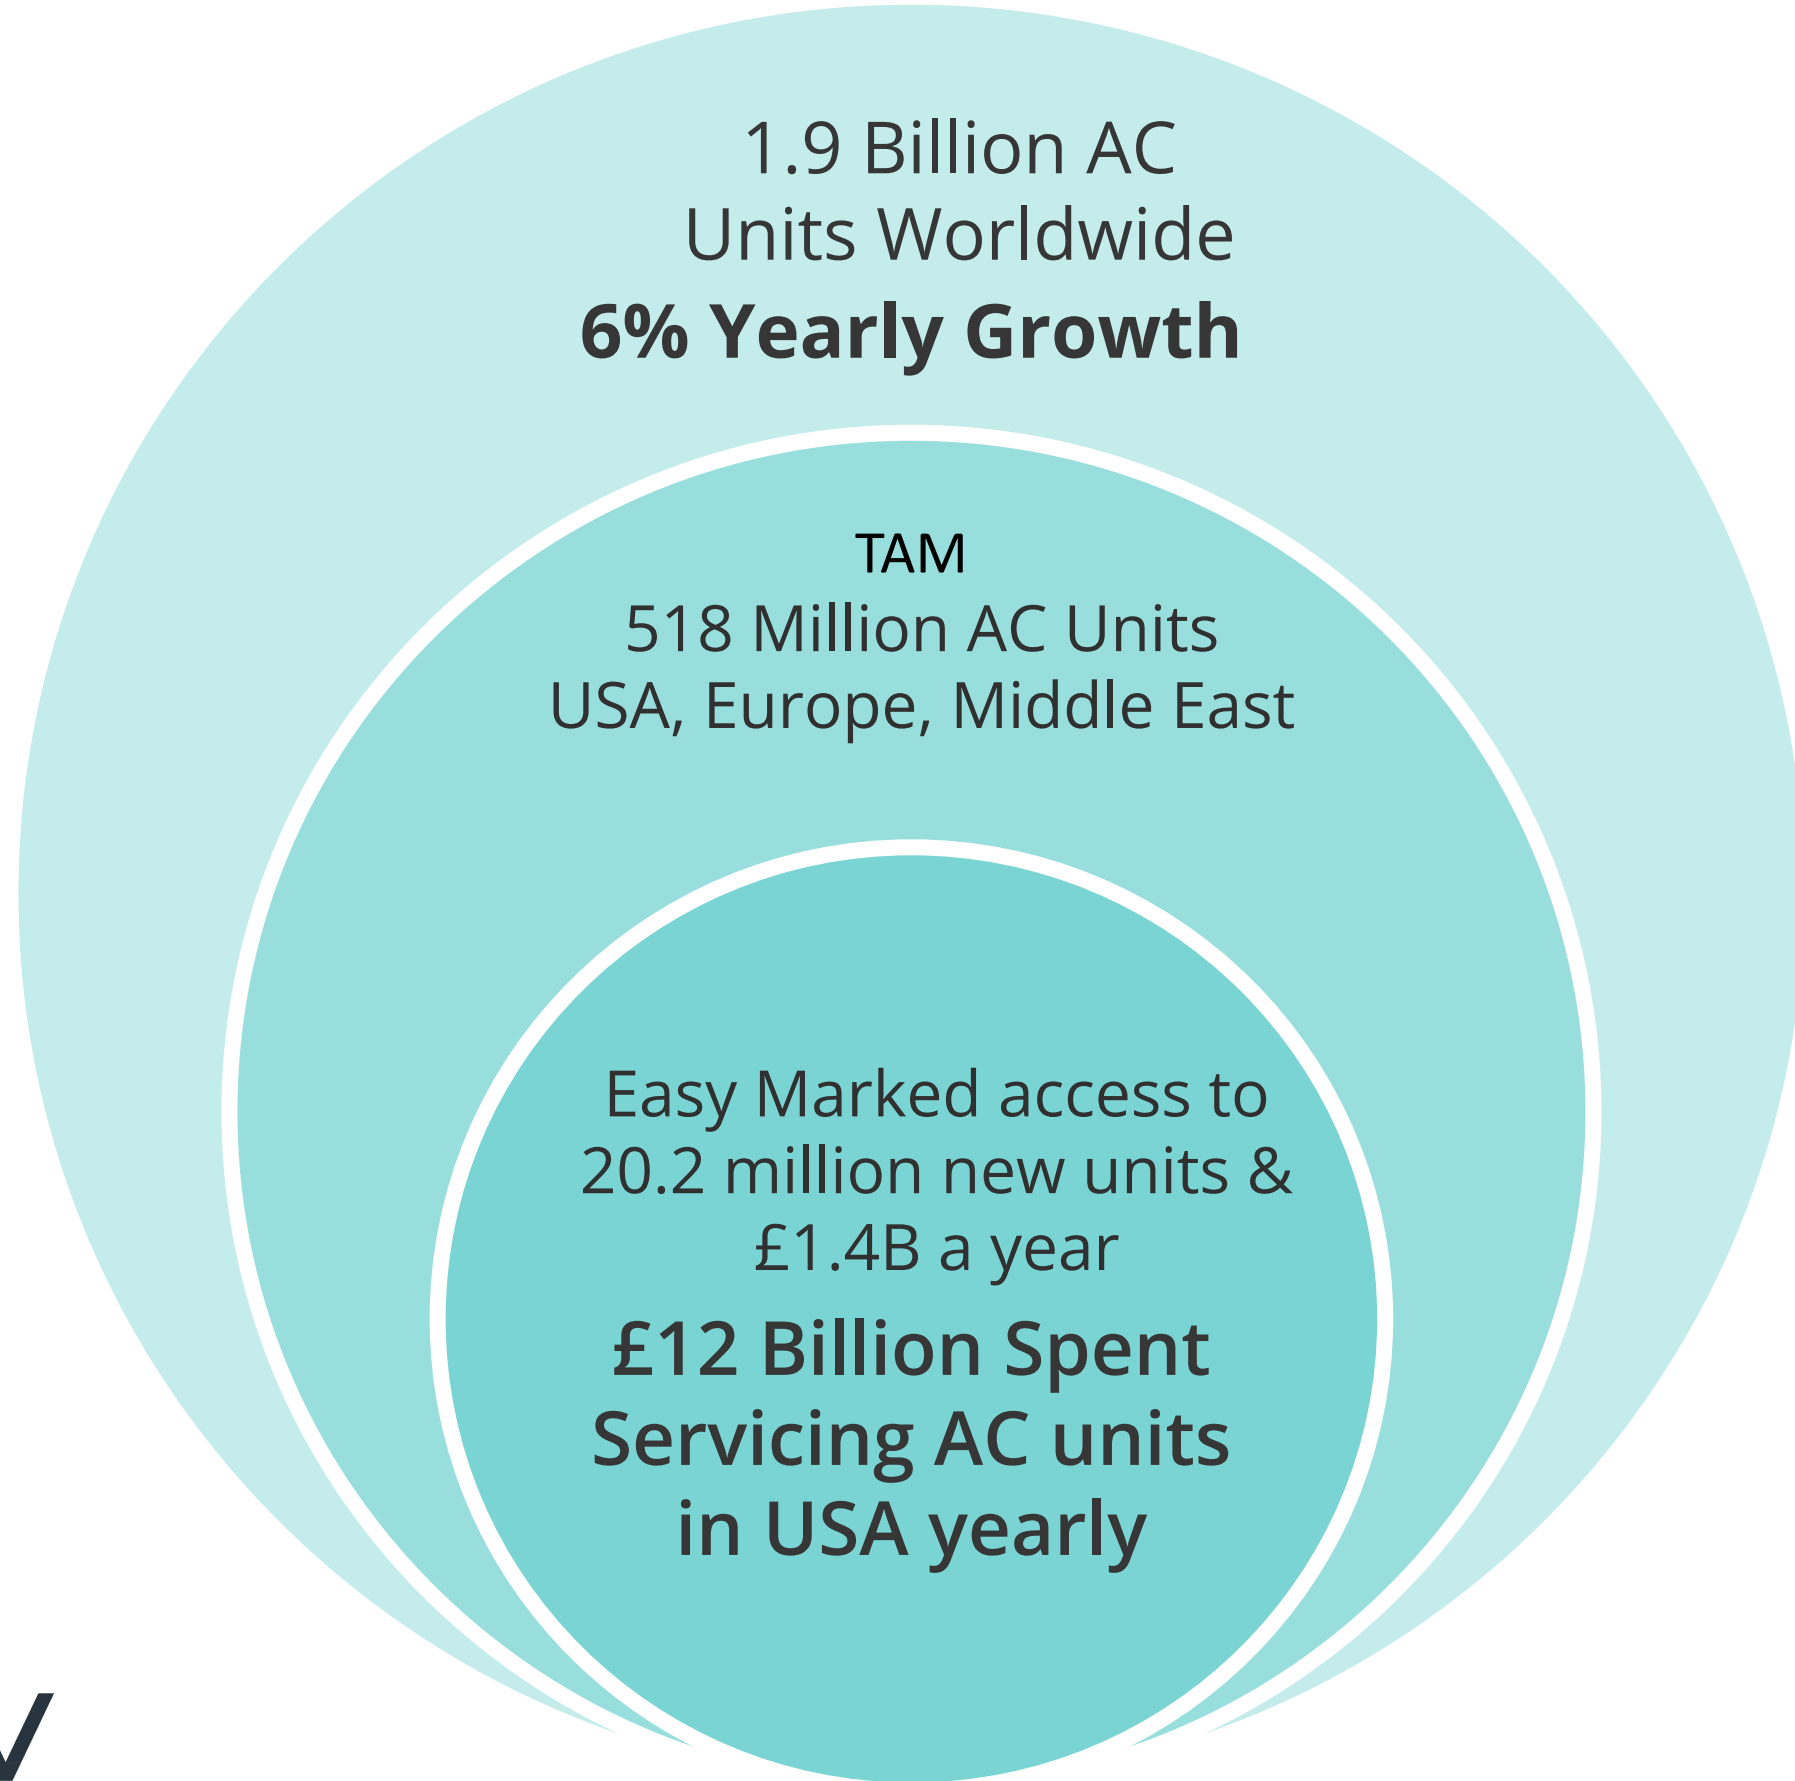 1.9 Billion AC
Units Worldwide
6% Yearly Growth
TAM
518 Million AC Units
USA, Europe, Middle East
Easy Marked access to
20.2 million new units &
£1.4B a year
£12 Billion Spent
Servicing AC units
in USA yearly